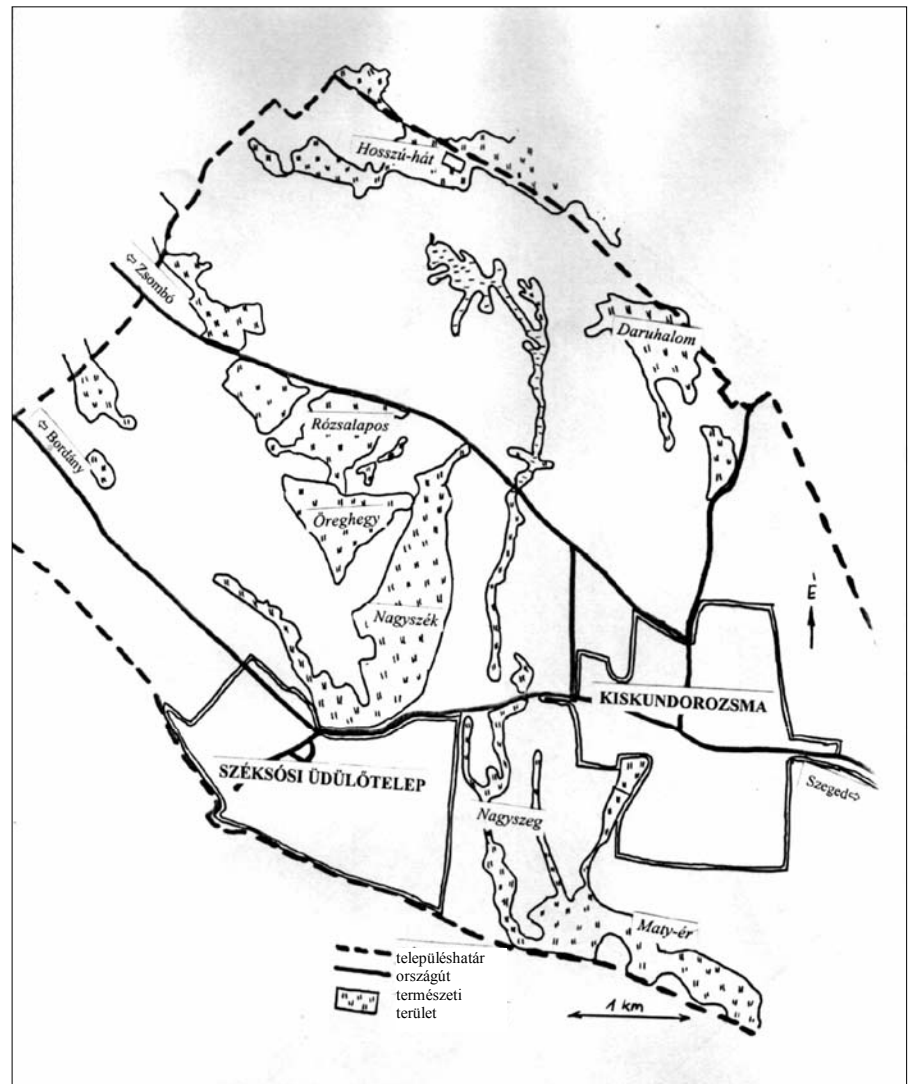 Hosszú-hát
⇦ Zsombó
Daruhalom
Rózsalapos
⇦ Bordány
Öreghegy
É
Nagyszék
KISKUNDOROZSMA
SZÉKSÓSI ÜDÜLŐTELEP
Szeged⇨
Nagyszeg
Maty-ér
településhatár
országút
természeti
terület
1 km